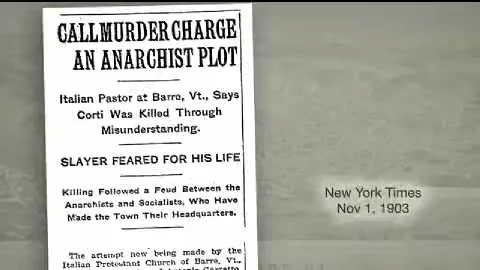 CALL MURDER CHARGE
AN ANARCHIST PLOT
Italian Pastor at Barre, Vt., Says
Corti Was Killed Through
Misunderstanding.
SLAYER FEARED FOR HIS LIFE
Killing Followed a Feud Between the
Anarchists and Socialists, Who Have
Made the Town Their Headquarters.
The attempt now being made by the
Italian Protestant Church of Barre, Vt.,
New York Times
Nov 1, 1903